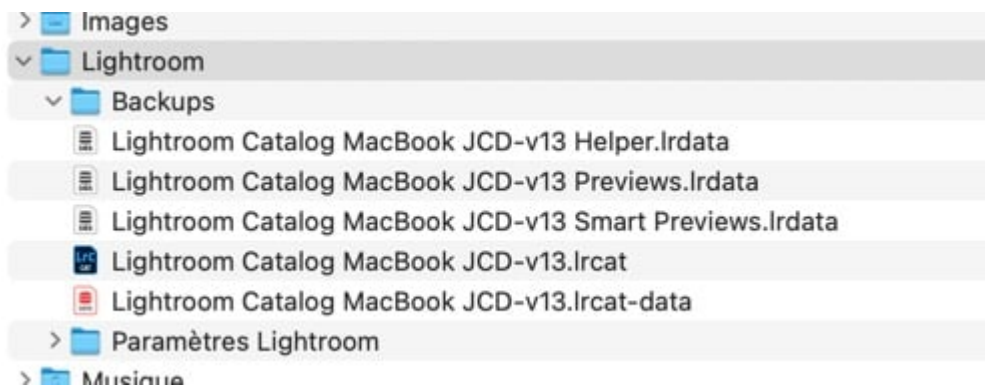 Images
Lightroom
Backups
Lightroom Catalog MacBook JCD-v13 Helper.lrdata
Lightroom Catalog MacBook JCD-v13 Previews.lrdata
Lightroom Catalog MacBook JCD-v13 Smart Previews.lrdata
Lightroom Catalog MacBook JCD-v13.lrcat
Lightroom Catalog MacBook JCD-v13.lrcat-data
Paramètres Lightroom
Musique